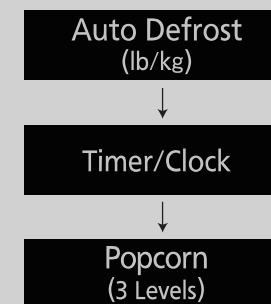 Auto Defrost
(lb/kg)
Timer/Clock
Popcorn
(3 Levels)